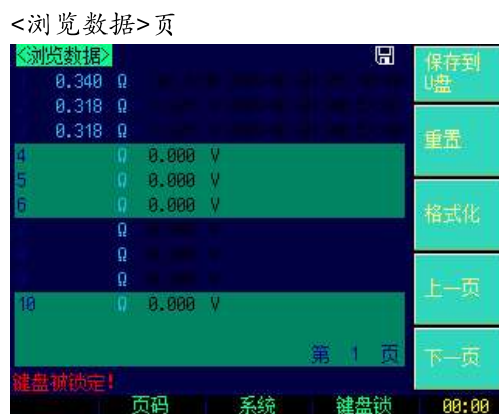 <浏览数据>页
<浏览数据>
0.340 Ω
0.318 Ω
0.318 Ω
4 Ω 0.000 V
5 Ω 0.000 V
6 Ω 0.000 V
Ω
Ω
Ω
10 Ω 0.000 V
第 1 页
键盘被锁定!
保存到
U盘
重置
格式化
上一页
下一页
页码 系统 键盘锁 00:00